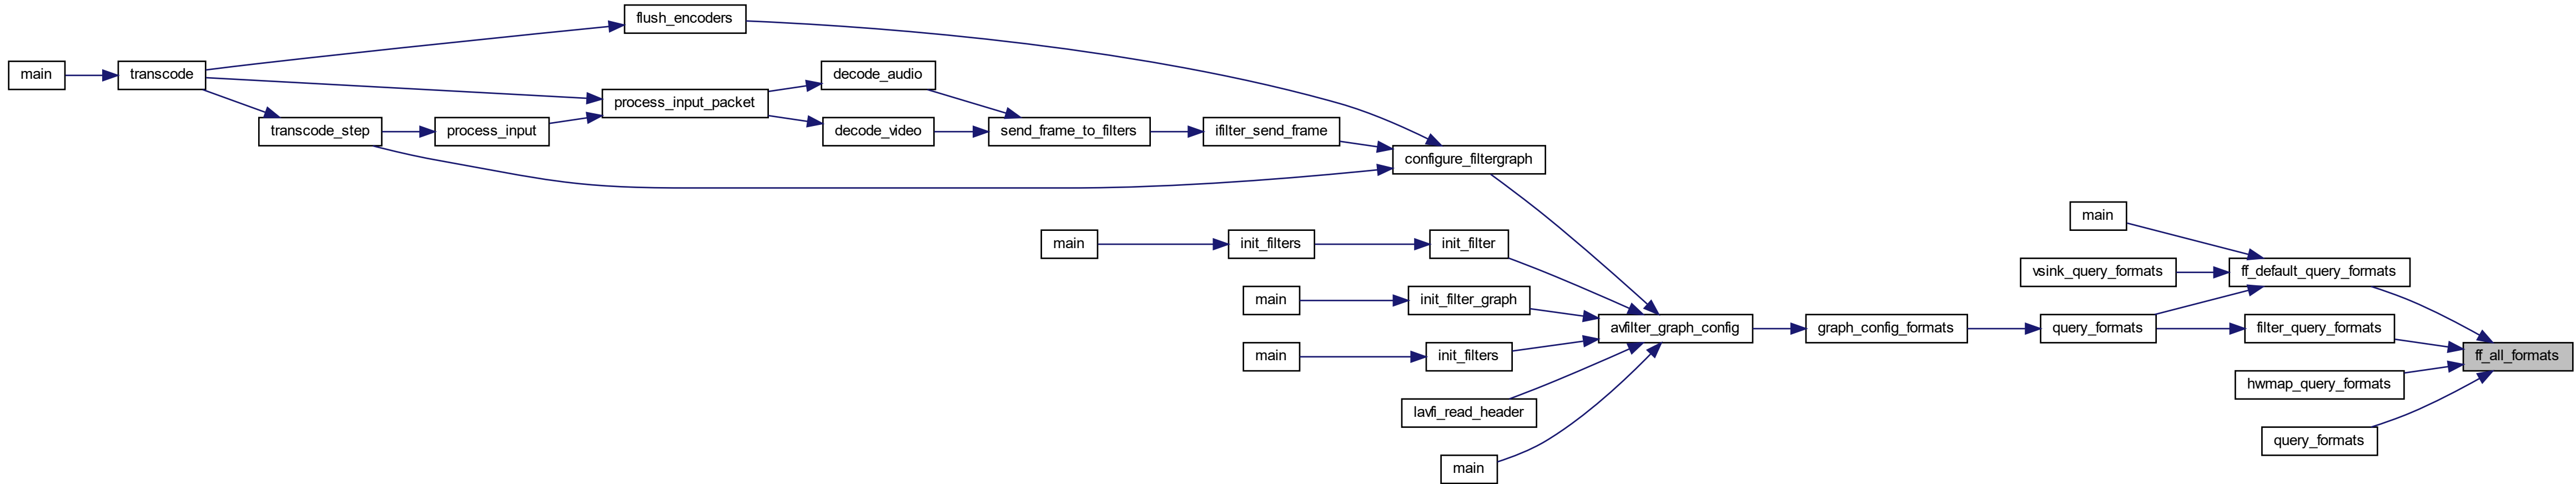 flush_encoders
main
transcode
decode_audio
process_input_packet
transcode_step
process_input
decode_video
send_frame_to_filters
ifilter_send_frame
configure_filtergraph
main
main
init_filters
init_filter
vsink_query_formats
ff_default_query_formats
main
init_filter_graph
avfilter_graph_config
graph_config_formats
query_formats
filter_query_formats
main
init_filters
ff_all_formats
hwmap_query_formats
lavfi_read_header
query_formats
main